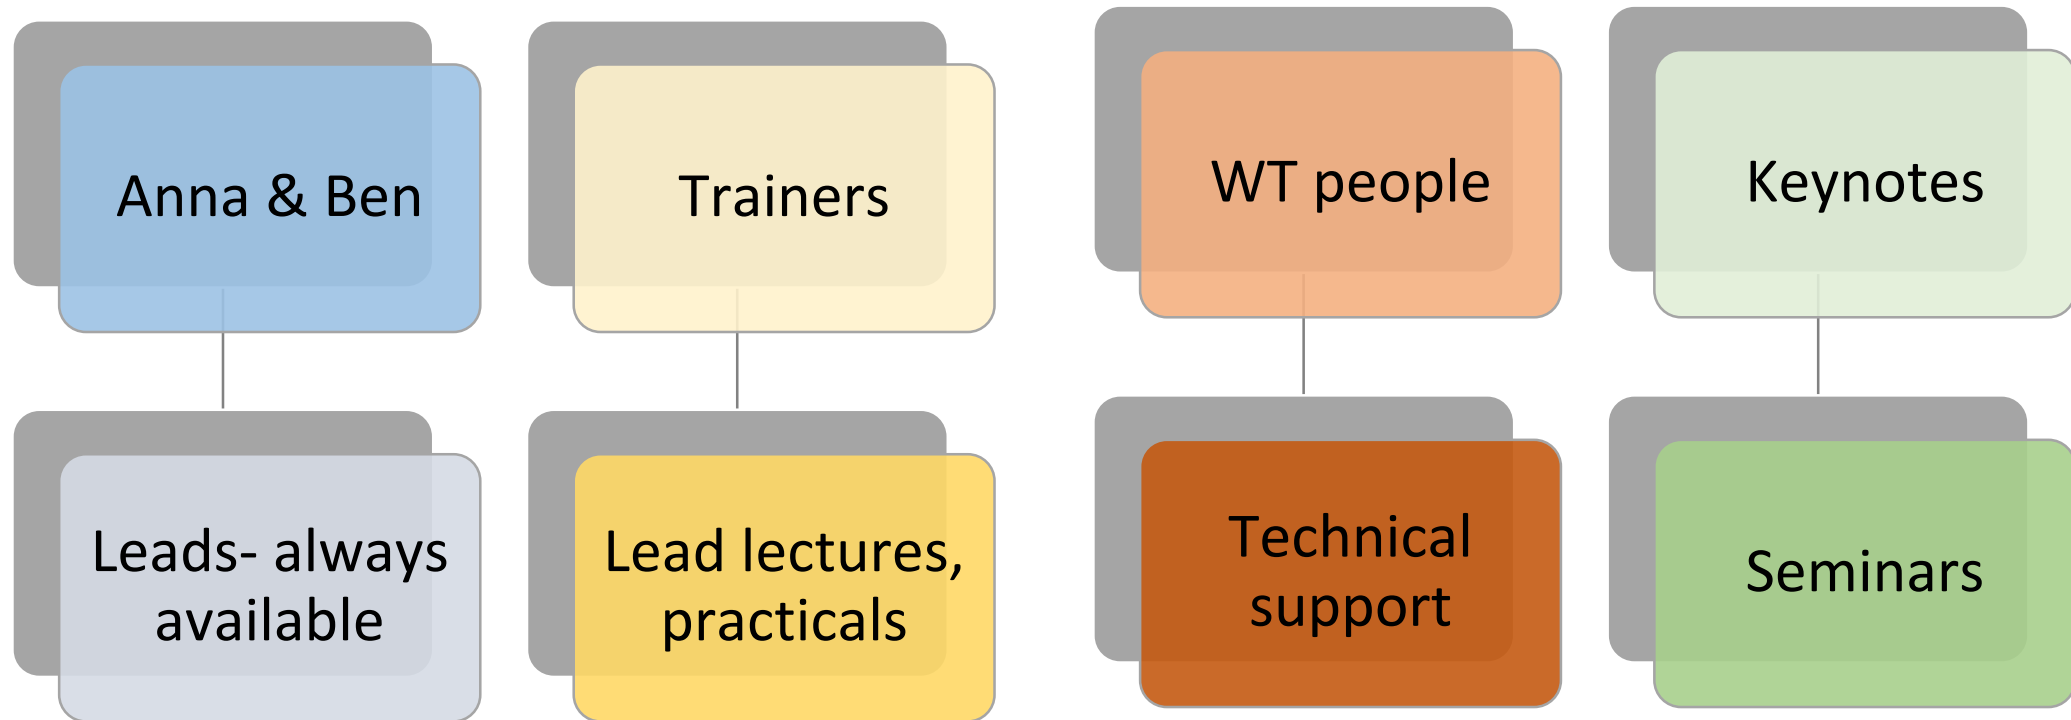 Anna & Ben
Trainers
WT people
Keynotes
Leads- always
available
Lead lectures,
practicals
Technical
support
Seminars